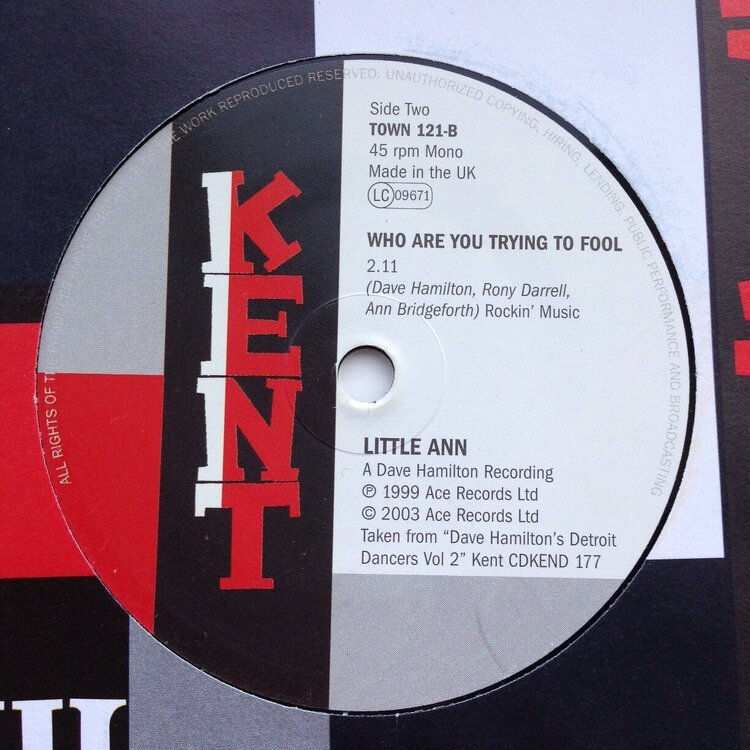 KENT
Side Two
TOWN 121-B
45 rpm Mono
Made in the UK
LC 09671
WHO ARE YOU TRYING TO FOOL
2.11
(Dave Hamilton, Rony Darrell,
Ann Bridgeforth) Rockin' Music
LITTLE ANN
A Dave Hamilton Recording
℗ 1999 Ace Records Ltd
© 2003 Ace Records Ltd
Taken from "Dave Hamilton's Detroit
Dancers Vol 2" Kent CDKEND 177
ALL RIGHTS OF T
E WORK REPRODUCED RESERVED. UNAUTHORIZED COPYING, HIRING, LENDING, PUBLIC PERFORMANCE AND BROADCASTING